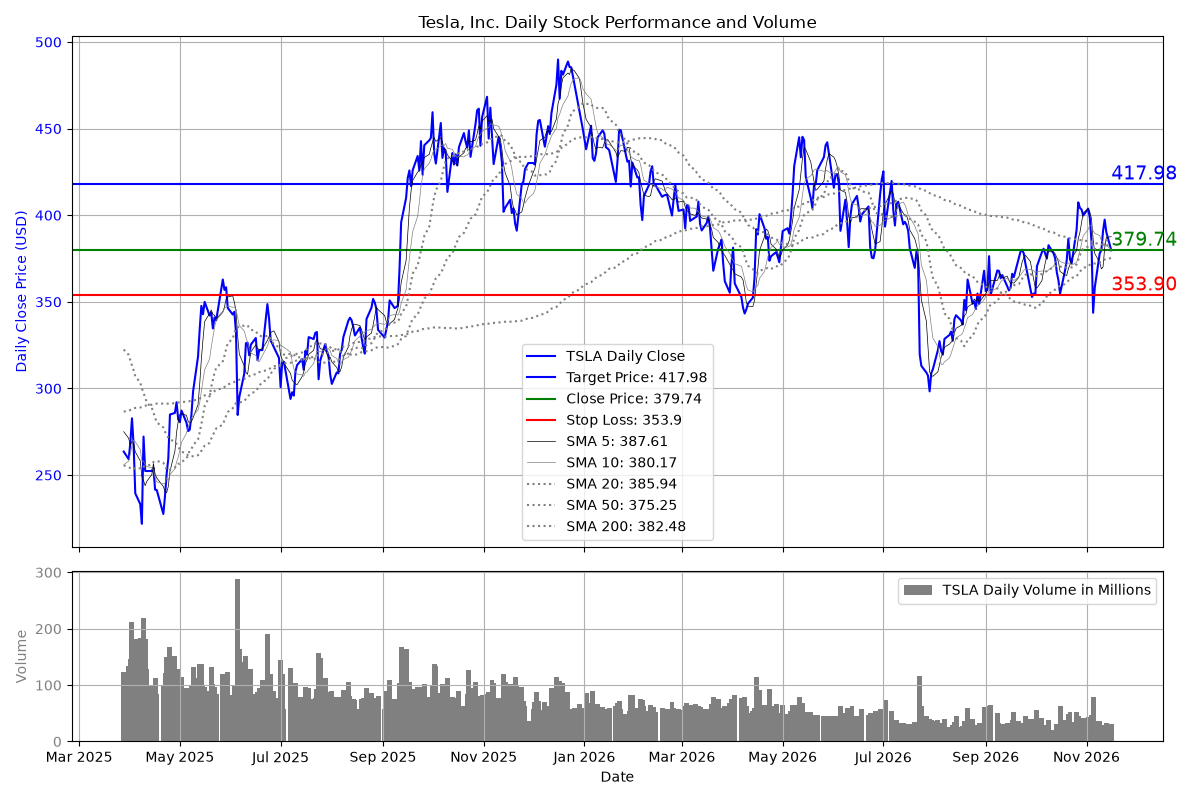 Tesla, Inc. Daily Stock Performance and Volume
Daily Close Price (USD)
500
450
400
350
300
250
417.98
379.74
353.90
TSLA Daily Close
Target Price: 417.98
Close Price: 379.74
Stop Loss: 353.9
SMA 5: 387.61
SMA 10: 380.17
SMA 20: 385.94
SMA 50: 375.25
SMA 200: 382.48
Volume
300
200
100
0
TSLA Daily Volume in Millions
Mar 2025 May 2025 Jul 2025 Sep 2025 Nov 2025 Jan 2026 Mar 2026 May 2026 Jul 2026 Sep 2026 Nov 2026
Date